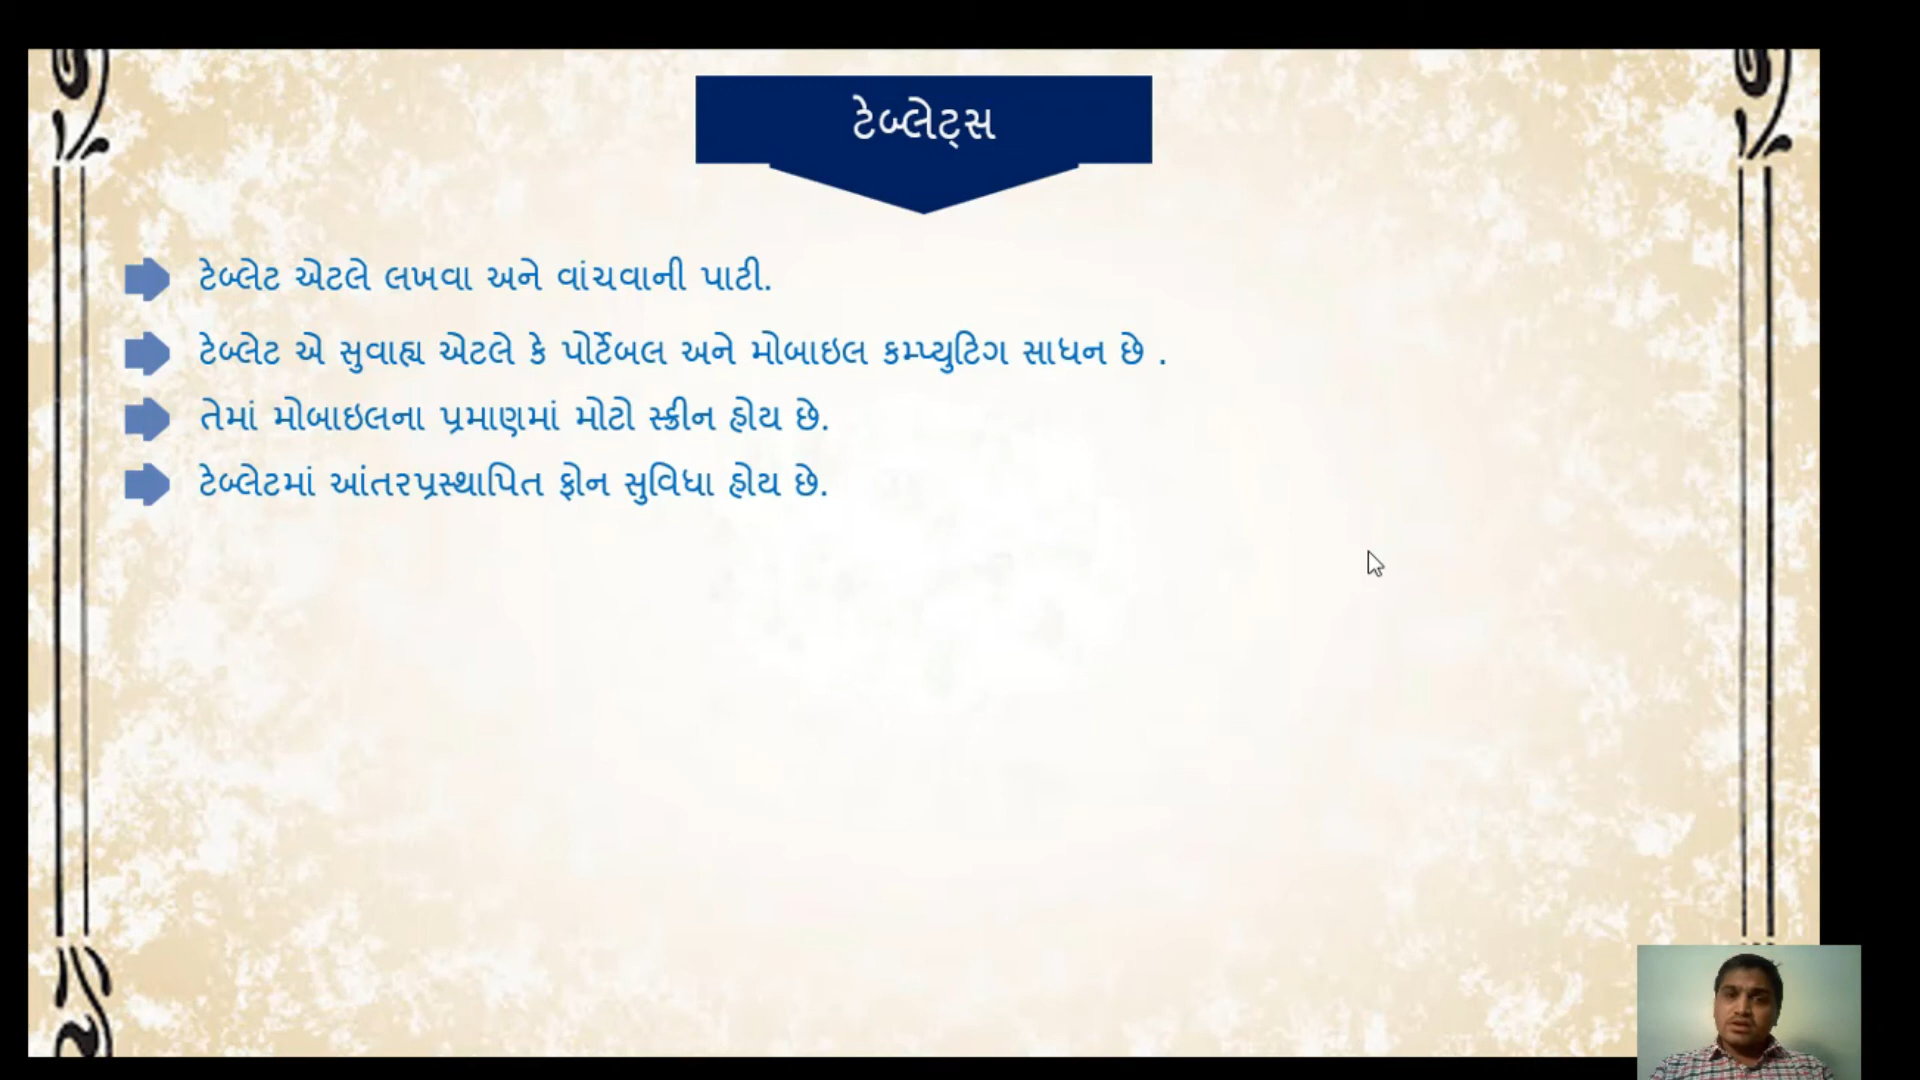 ટેબ્લેટ્સ
ટેબ્લેટ એટલે લખવા અને વાંચવાની પાટી.
ટેબ્લેટ એ સુવાહ્ય એટલે કે પોર્ટેબલ અને મોબાઇલ કમ્પ્યુટિગ સાધન છે .
તેમાં મોબાઇલના પ્રમાણમાં મોટો સ્ક્રીન હોય છે.
ટેબ્લેટમાં આંતરપ્રસ્થાપિત ફોન સુવિધા હોય છે.